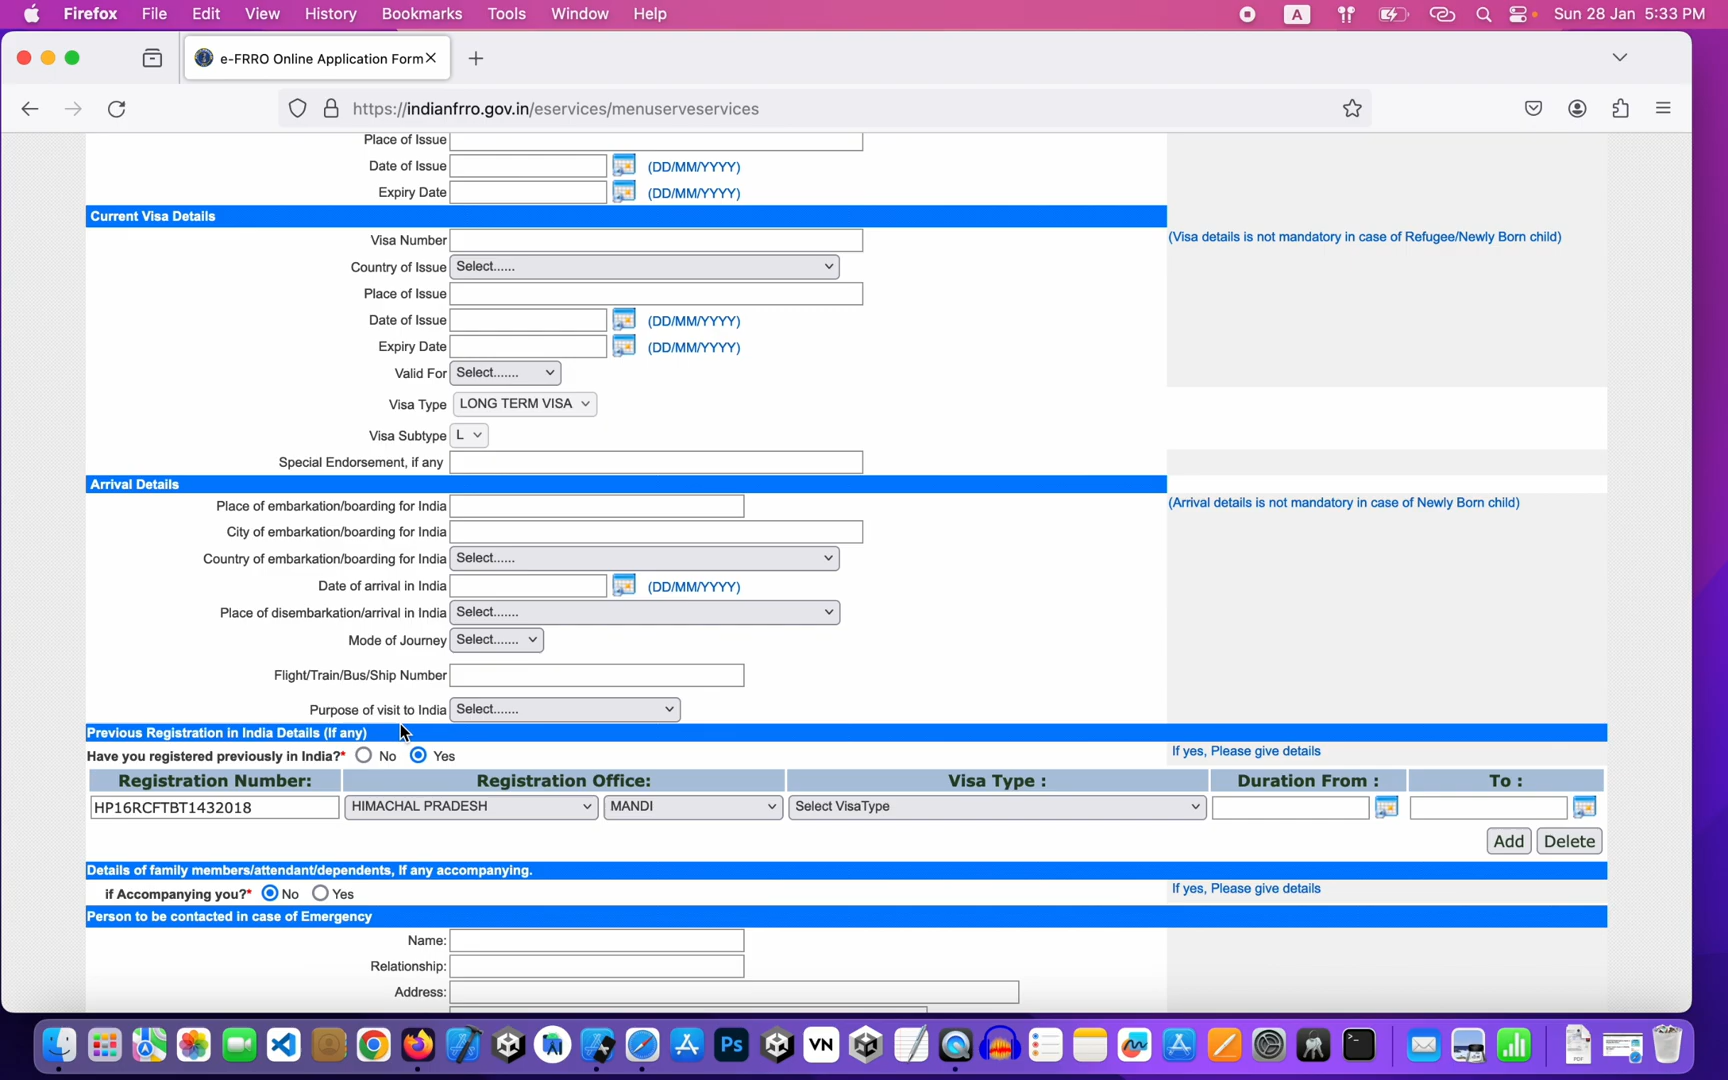 Firefox File Edit View History Bookmarks Tools Window Help A Sun 28 Jan 5:33 PM
e-FRRO Online Application Form
https://indianfrro.gov.in/eservices/menuserveservices
Place of Issue
Date of Issue (DD/MM/YYYY)
Expiry Date (DD/MM/YYYY)
Current Visa Details
Visa Number (Visa details is not mandatory in case of Refugee/Newly Born child)
Country of Issue Select......
Place of Issue
Date of Issue (DD/MM/YYYY)
Expiry Date (DD/MM/YYYY)
Valid For Select.......
Visa Type LONG TERM VISA
Visa Subtype L
Special Endorsement, if any
Arrival Details
Place of embarkation/boarding for India (Arrival details is not mandatory in case of Newly Born child)
City of embarkation/boarding for India
Country of embarkation/boarding for India Select......
Date of arrival in India (DD/MM/YYYY)
Place of disembarkation/arrival in India Select.......
Mode of Journey Select.......
Flight/Train/Bus/Ship Number
Purpose of visit to India Select.......
Previous Registration in India Details (If any)
Have you registered previously in India?* No Yes If yes, Please give details
Registration Number: Registration Office: Visa Type : Duration From : To :
HP16RCFTBT1432018 HIMACHAL PRADESH MANDI Select VisaType
Add Delete
Details of family members/attendant/dependents, If any accompanying.
if Accompanying you?* No Yes If yes, Please give details
Person to be contacted in case of Emergency
Name:
Relationship:
Address:
Ps VN